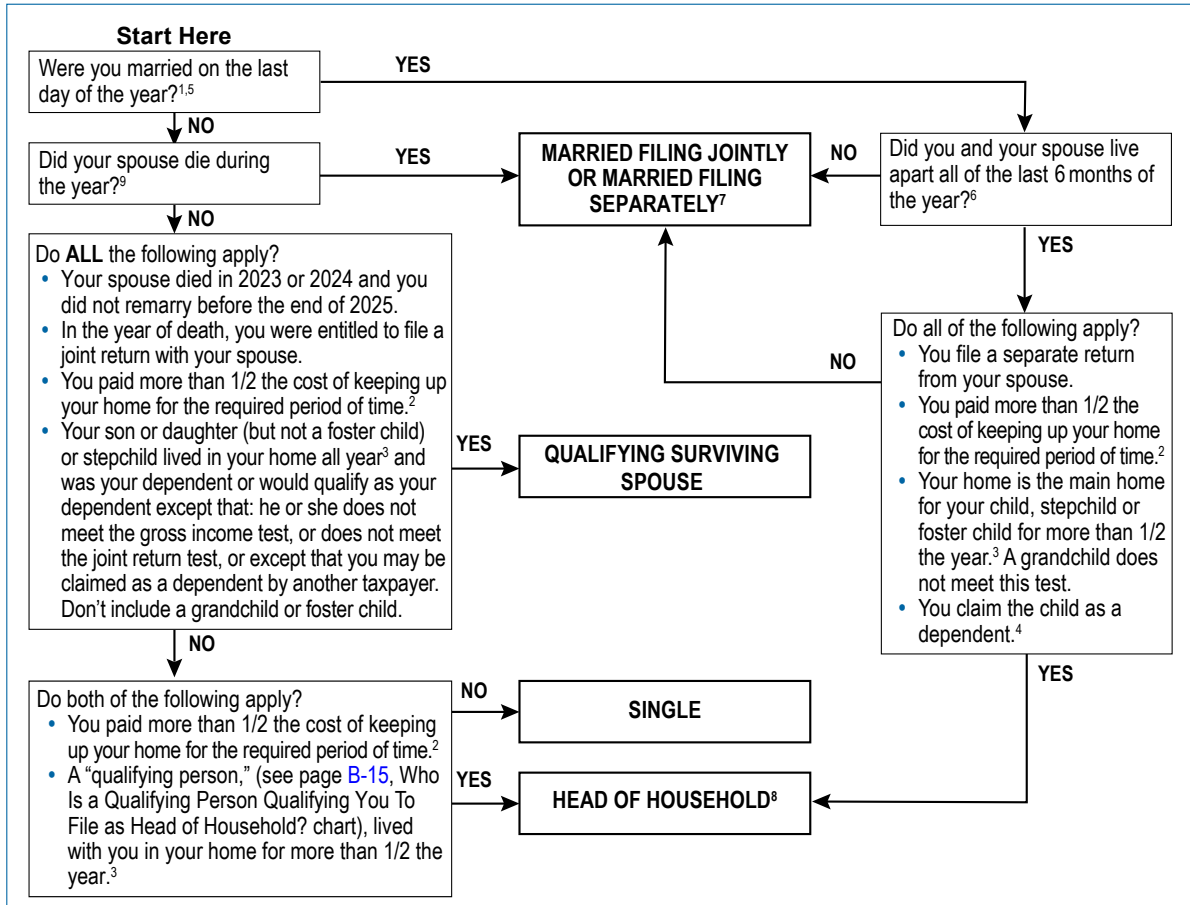 Start Here
Were you married on the last
day of the year?1,5
YES
NO
Did your spouse die during
the year?9
YES
MARRIED FILING JOINTLY
OR MARRIED FILING
SEPARATELY7
NO
Did you and your spouse live
apart all of the last 6 months of
the year?6
NO
YES
Do ALL the following apply?
• Your spouse died in 2023 or 2024 and you
did not remarry before the end of 2025.
• In the year of death, you were entitled to file a
joint return with your spouse.
• You paid more than 1/2 the cost of keeping up
your home for the required period of time.2
• Your son or daughter (but not a foster child)
or stepchild lived in your home all year3 and
was your dependent or would qualify as your
dependent except that: he or she does not
meet the gross income test, or does not meet
the joint return test, or except that you may be
claimed as a dependent by another taxpayer.
Don’t include a grandchild or foster child.
YES
QUALIFYING SURVIVING
SPOUSE
NO
Do all of the following apply?
• You file a separate return
from your spouse.
• You paid more than 1/2 the
cost of keeping up your home
for the required period of time.2
• Your home is the main home
for your child, stepchild or
foster child for more than 1/2
the year.3 A grandchild does
not meet this test.
• You claim the child as a
dependent.4
NO
YES
Do both of the following apply?
• You paid more than 1/2 the cost of keeping
up your home for the required period of time.2
• A “qualifying person,” (see page B-15, Who
Is a Qualifying Person Qualifying You To
File as Head of Household? chart), lived
with you in your home for more than 1/2 the
year.3
NO
SINGLE
YES
HEAD OF HOUSEHOLD8